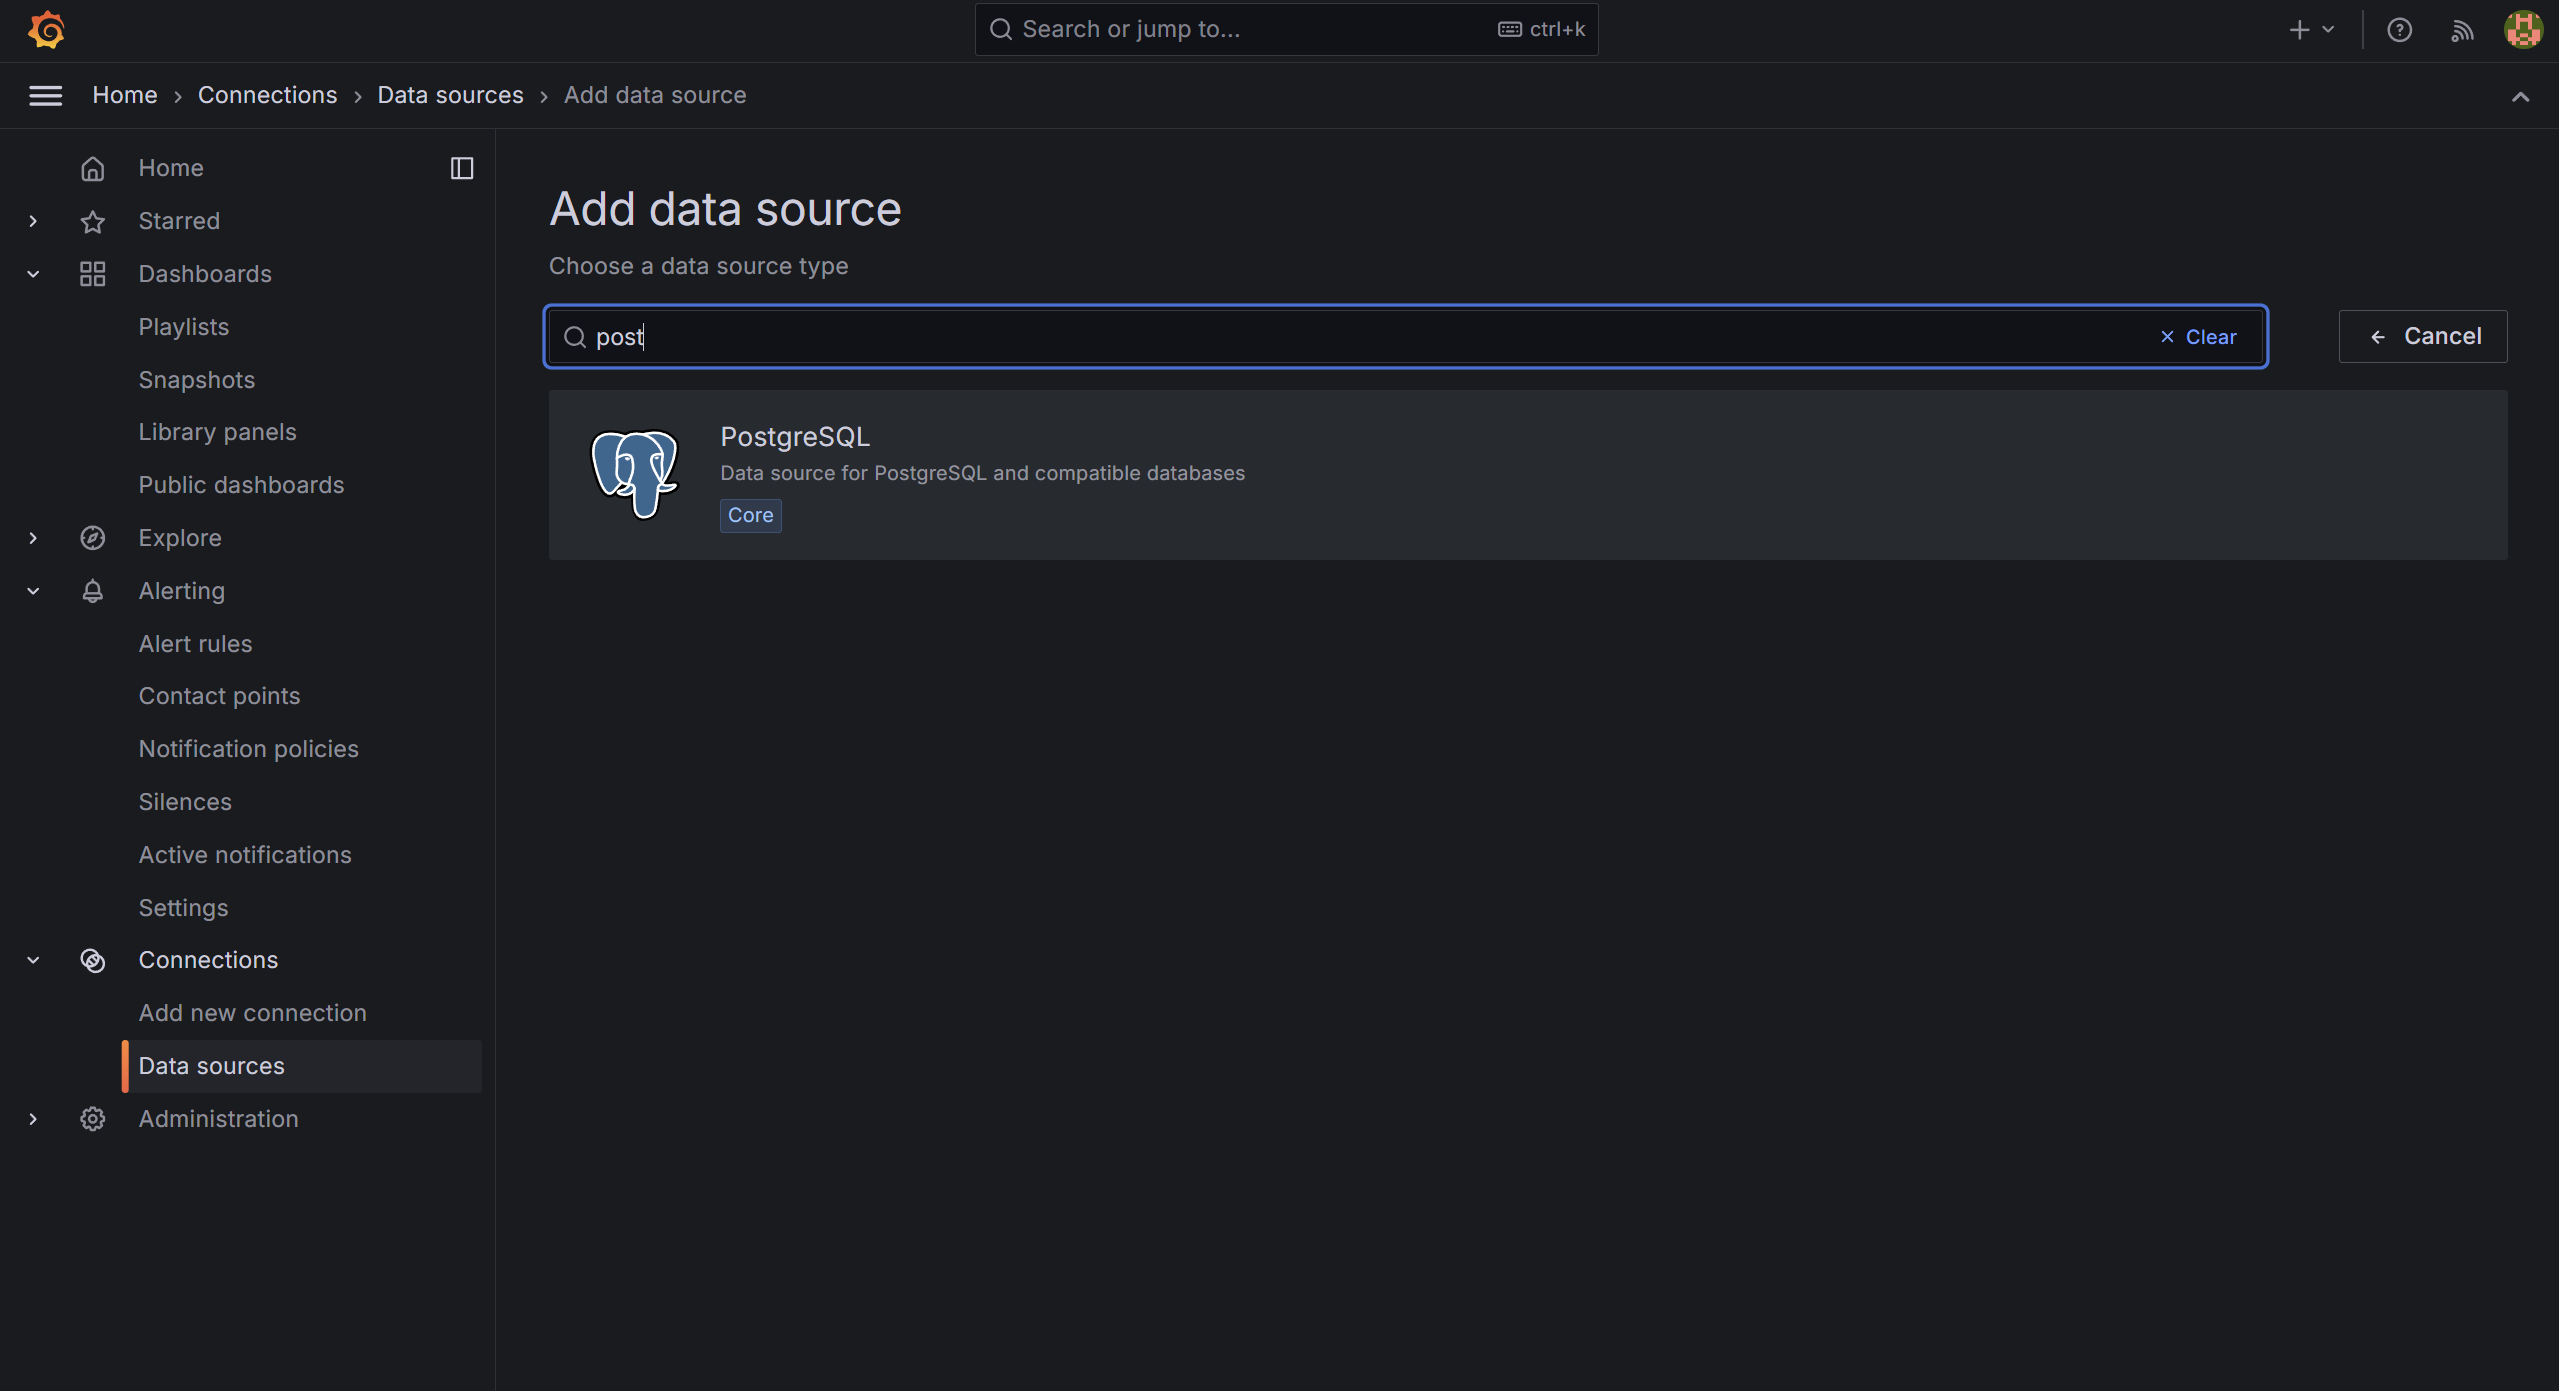 Search or jump to...
ctrl+k
Home
Connections
Data sources
Add data source
Home
Starred
Dashboards
Playlists
Snapshots
Library panels
Public dashboards
Explore
Alerting
Alert rules
Contact points
Notification policies
Silences
Active notifications
Settings
Connections
Add new connection
Data sources
Administration
Add data source
Choose a data source type
post
Clear
Cancel
PostgreSQL
Data source for PostgreSQL and compatible databases
Core